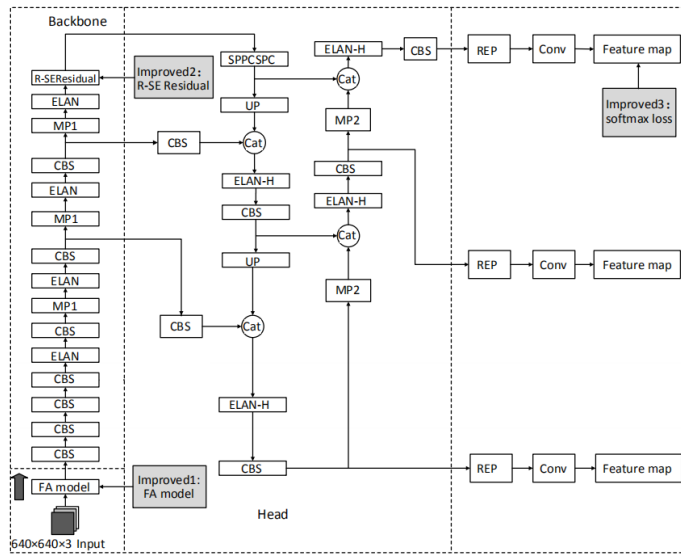 Backbone
R-SEResidual
ELAN
MP1
CBS
ELAN
MP1
CBS
ELAN
MP1
CBS
ELAN
CBS
CBS
CBS
CBS
FA model
640×640×3 Input
Improved2:
R-SE Residual
Improved1:
FA model
CBS
CBS
SPPCSPC
UP
Cat
ELAN-H
CBS
UP
Cat
ELAN-H
CBS
Head
ELAN-H
CBS
Cat
MP2
CBS
ELAN-H
Cat
MP2
REP
Conv
Feature map
Improved3:
softmax loss
REP
Conv
Feature map
REP
Conv
Feature map